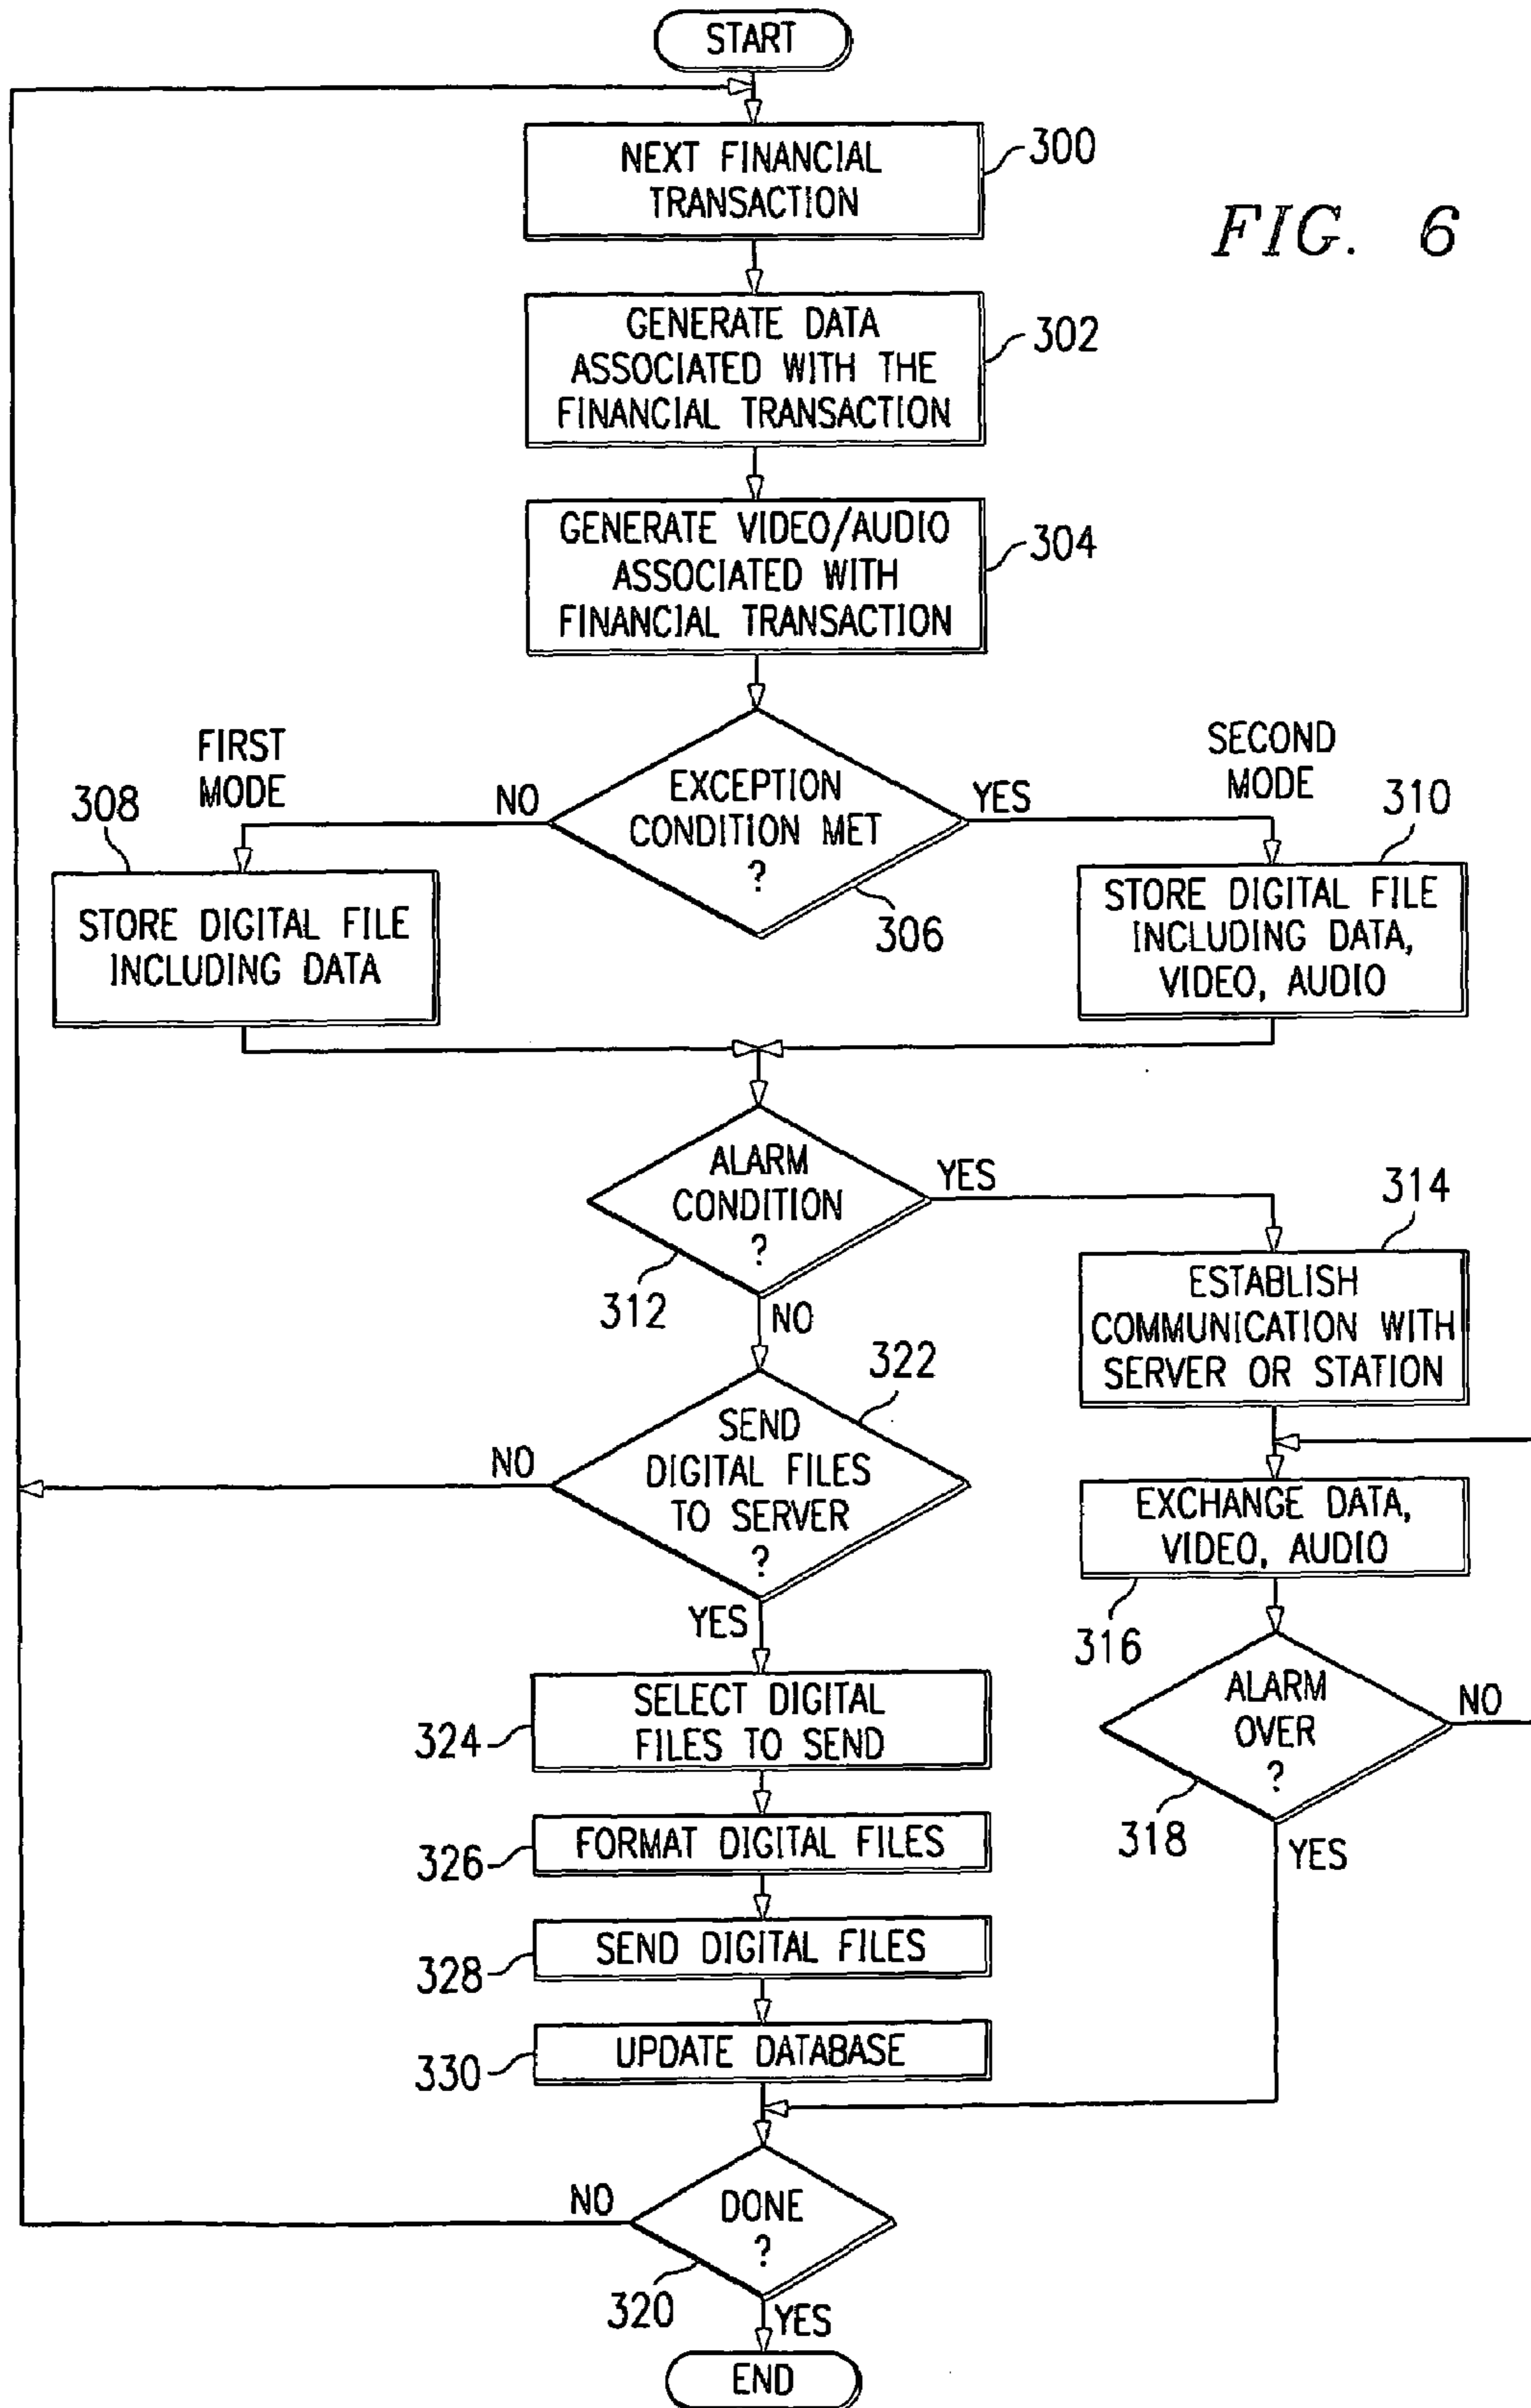 START
NEXT FINANCIAL
TRANSACTION
300
FIG. 6
GENERATE DATA
ASSOCIATED WITH THE
FINANCIAL TRANSACTION
302
GENERATE VIDEO/AUDIO
ASSOCIATED WITH
FINANCIAL TRANSACTION
304
FIRST
MODE
NO
EXCEPTION
CONDITION MET
?
306
YES
SECOND
MODE
308
STORE DIGITAL FILE
INCLUDING DATA
310
STORE DIGITAL FILE
INCLUDING DATA,
VIDEO, AUDIO
ALARM
CONDITION
?
312
YES
NO
314
ESTABLISH
COMMUNICATION WITH
SERVER OR STATION
322
SEND
DIGITAL FILES
TO SERVER
?
NO
YES
EXCHANGE DATA,
VIDEO, AUDIO
316
ALARM
OVER
?
NO
318
YES
324
SELECT DIGITAL
FILES TO SEND
326
FORMAT DIGITAL FILES
328
SEND DIGITAL FILES
330
UPDATE DATABASE
NO
DONE
?
320
YES
END